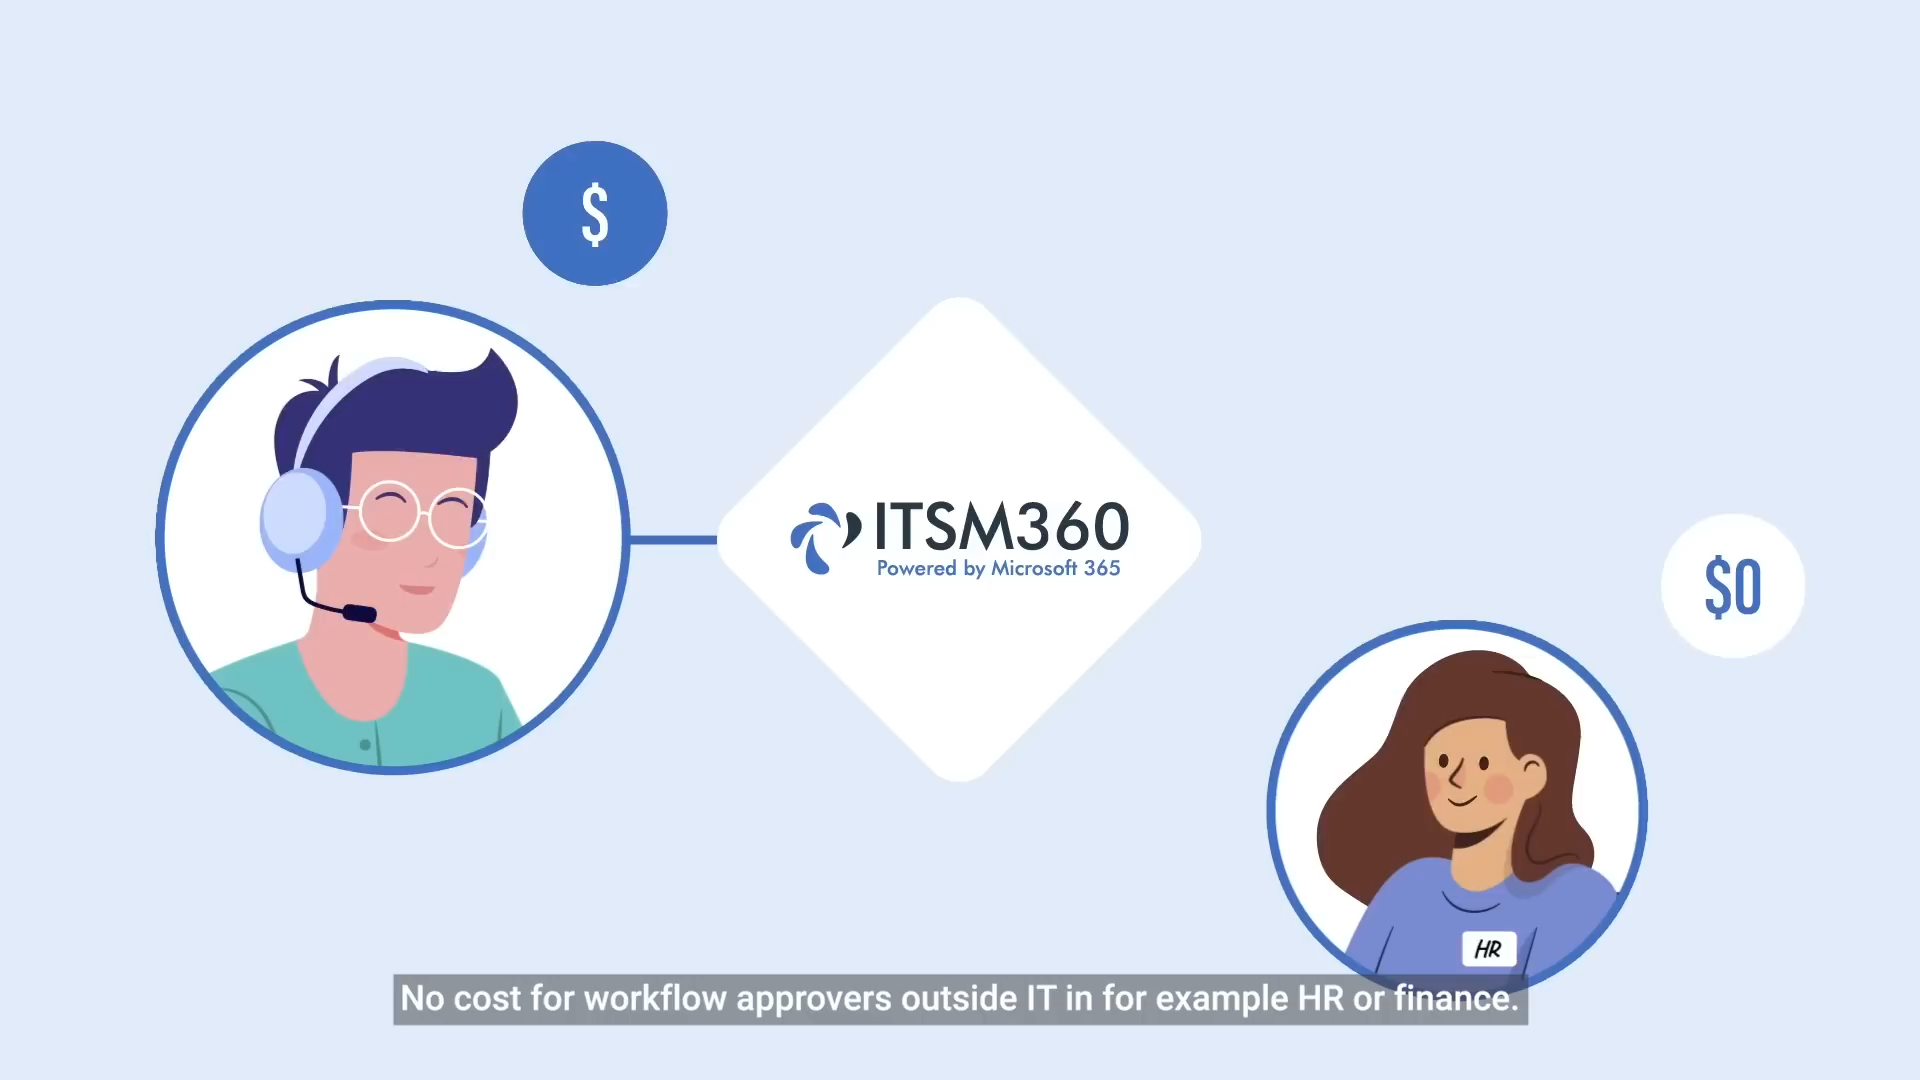 $
ITSM360
Powered by Microsoft 365
$0
HR
No cost for workflow approvers outside IT in for example HR or finance.